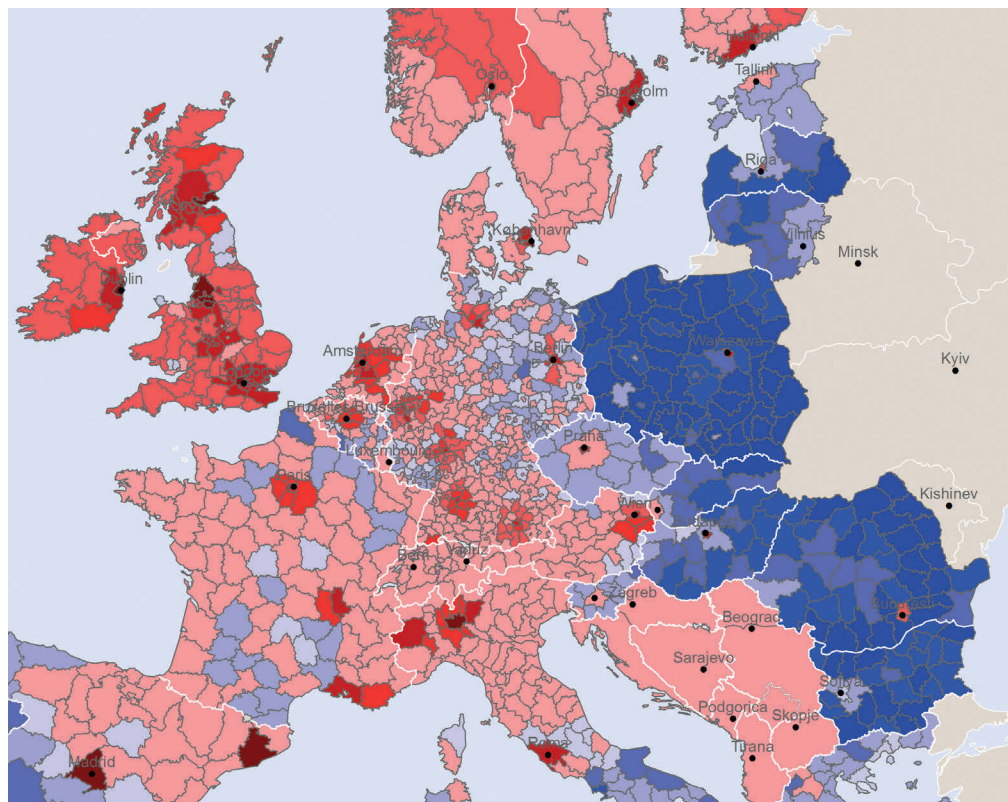 Helsinki
Oslo
Tallinn
Stockholm
Riga
København
Vilnius
Minsk
Dublin
Amsterdam
Berlin
Warszawa
London
Kyiv
Bruxelles/Brussel
Praha
Luxembourg
Paris
Kishinev
Wien
Budapest
Bern
Vaduz
Zagreb
Beograd
Bucuresti
Sarajevo
Sofiya
Podgorica
Skopje
Roma
Tirana
Madrid